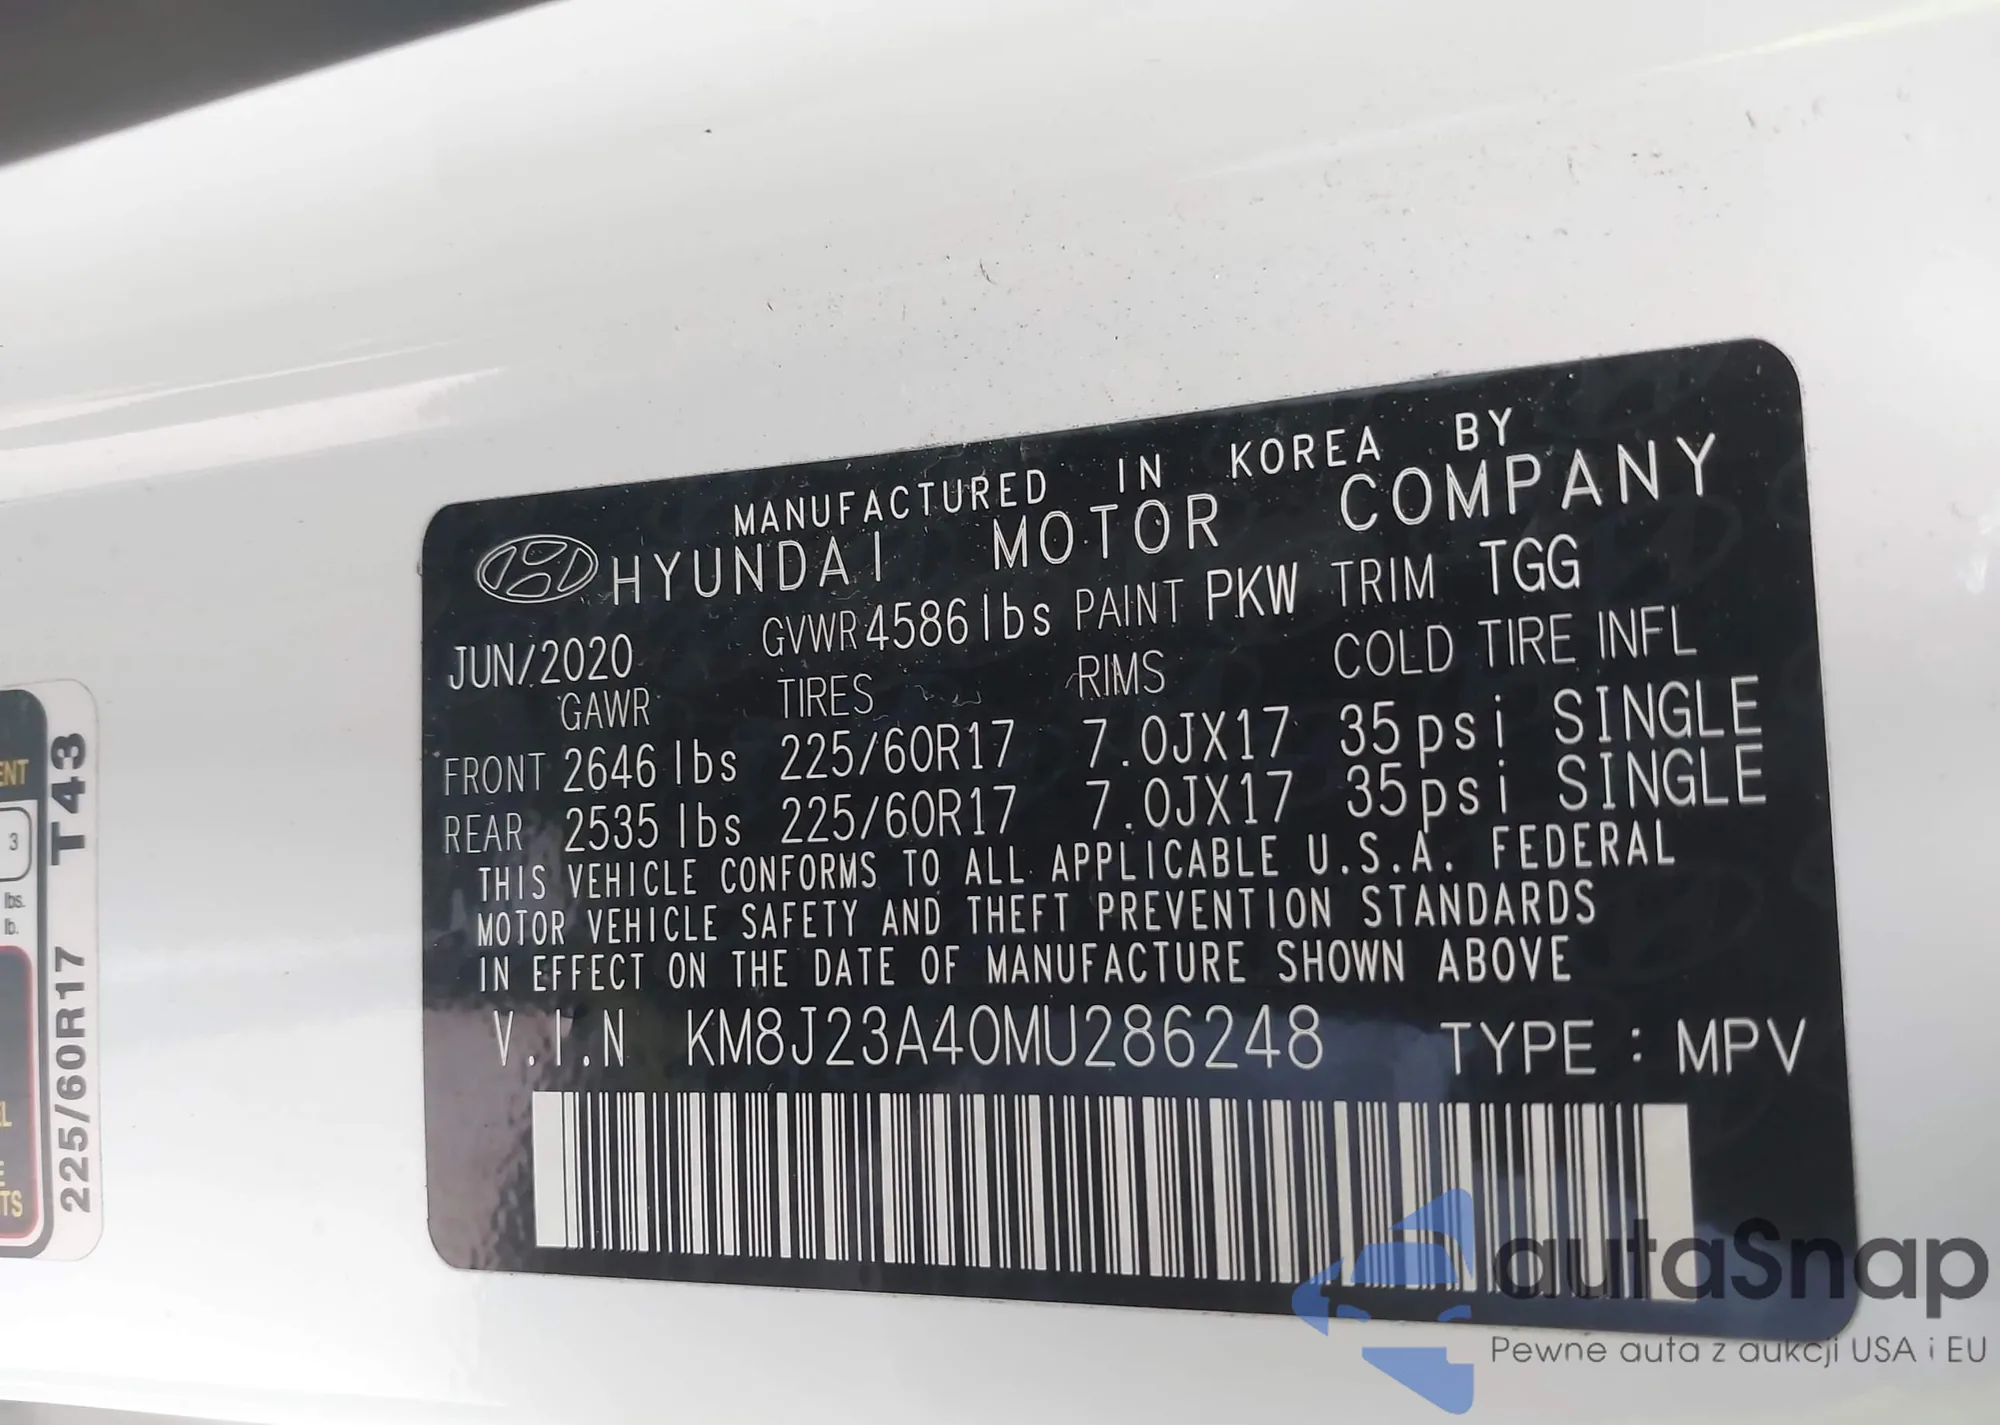 MANUFACTURED IN KOREA BY
HYUNDAI MOTOR COMPANY
JUN/2020 GVWR 4586lbs PAINT PKW TRIM TGG
GAWR TIRES RIMS COLD TIRE INFL
FRONT 2646 lbs 225/60R17 7.0JX17 35psi SINGLE
REAR 2535 lbs 225/60R17 7.0JX17 35psi SINGLE
THIS VEHICLE CONFORMS TO ALL APPLICABLE U.S.A. FEDERAL
MOTOR VEHICLE SAFETY AND THEFT PREVENTION STANDARDS
IN EFFECT ON THE DATE OF MANUFACTURE SHOWN ABOVE
V.I.N KM8J23A40MU286248 TYPE : MPV
225/60R17 T43
3
lbs.
lb.
autaSnap
Pewne auta z aukcji USA i EU